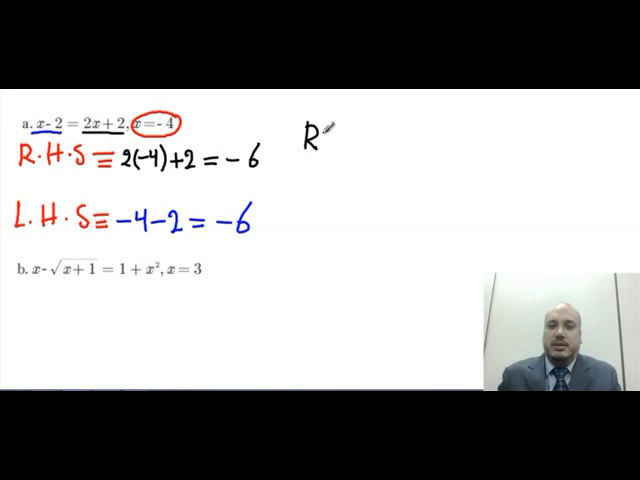 a. x- 2 = 2x + 2, x = - 4
R
R.H.S ≡ 2(-4)+2 = - 6
L.H.S ≡ -4-2 = -6
b. x-√x + 1 = 1 + x², x = 3